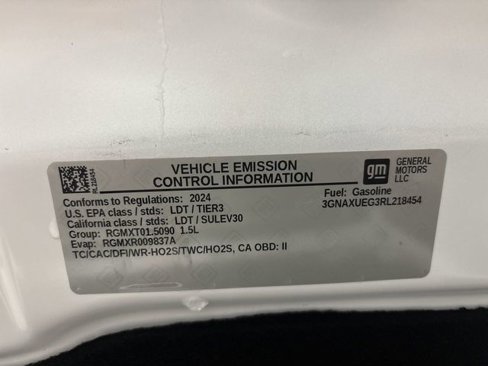 RL218454
VEHICLE EMISSION
CONTROL INFORMATION
gm
GENERAL
MOTORS
LLC
Conforms to Regulations: 2024
Fuel: Gasoline
U.S. EPA class / stds: LDT / TIER3
3GNAXUEG3RL218454
California class / stds: LDT / SULEV30
Group: RGMXT01.5090 1.5L
Evap: RGMXR009837A
TC/CAC/DFI/WR-HO2S/TWC/HO2S, CA OBD: II